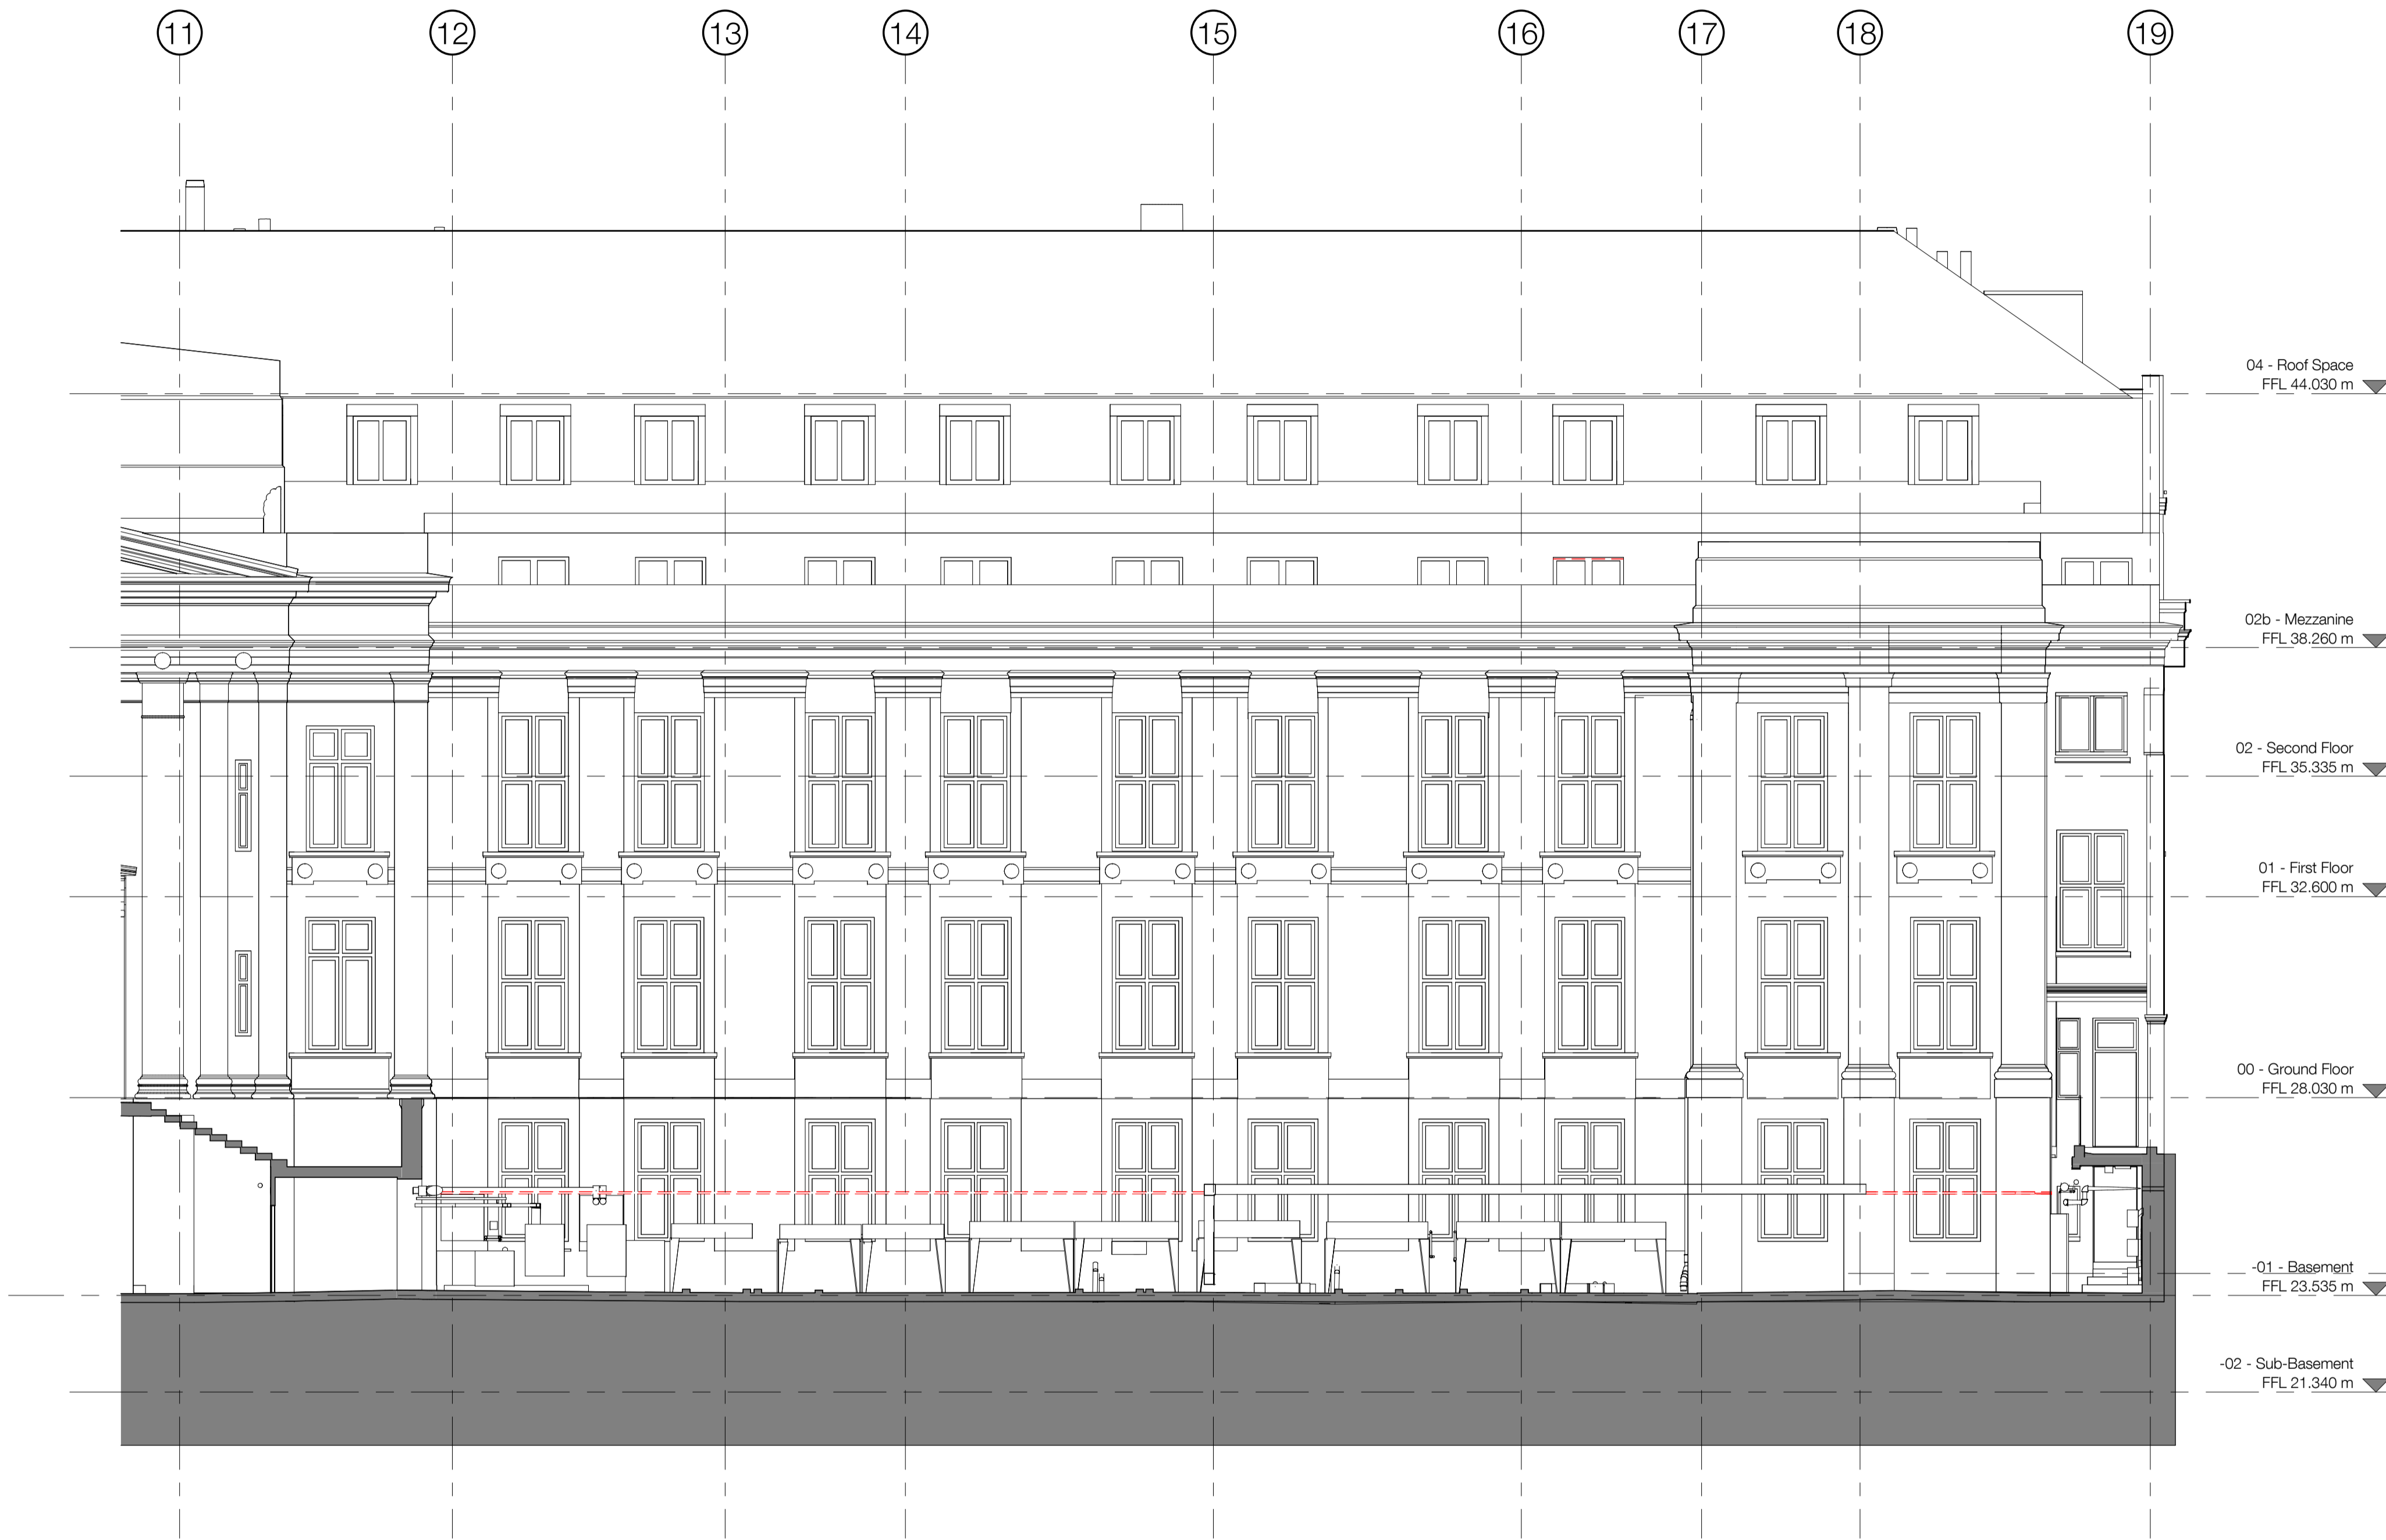 11 12 13 14 15 16 17 18 19
04 - Roof Space
FFL 44.030 m
02b - Mezzanine
FFL 38.260 m
02 - Second Floor
FFL 35.335 m
01 - First Floor
FFL 32.600 m
00 - Ground Floor
FFL 28.030 m
-01 - Basement
FFL 23.535 m
-02 - Sub-Basement
FFL 21.340 m